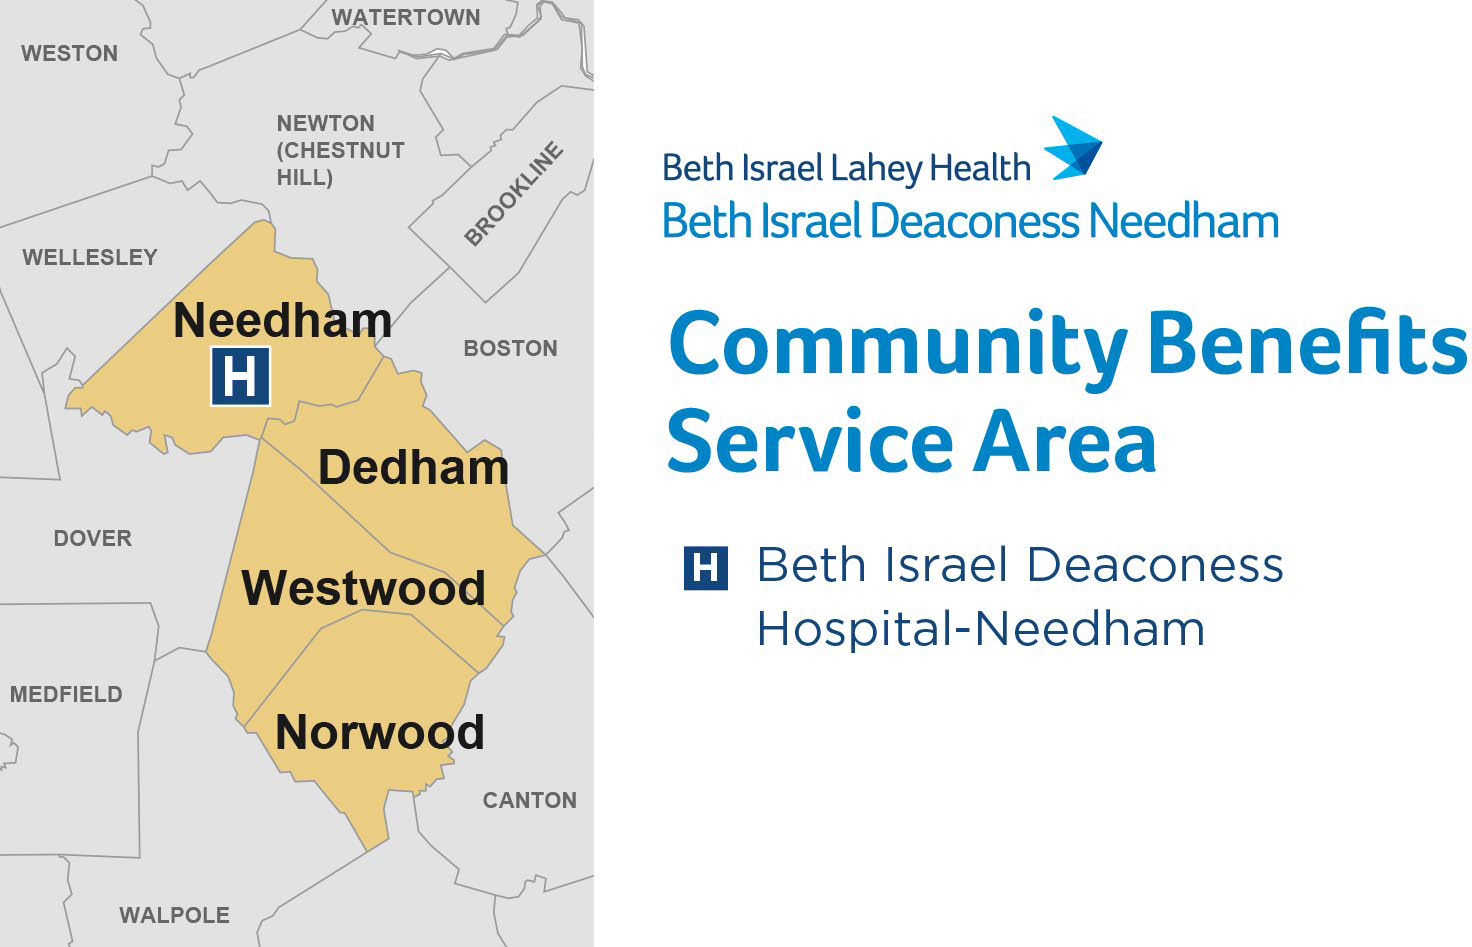 WATERTOWN
WESTON
NEWTON
(CHESTNUT
HILL)
BROOKLINE
WELLESLEY
Needham
H
BOSTON
Dedham
DOVER
Westwood
MEDFIELD
Norwood
CANTON
WALPOLE
Beth Israel Lahey Health
Beth Israel Deaconess Needham
Community Benefits
Service Area
H Beth Israel Deaconess
Hospital-Needham